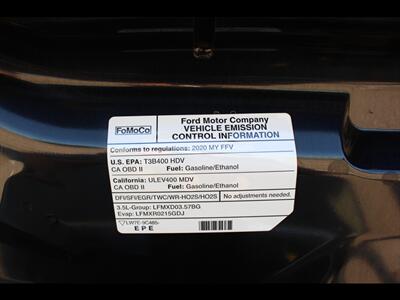 FoMoCo
Ford Motor Company
VEHICLE EMISSION
CONTROL INFORMATION
Conforms to regulations: 2020 MY FFV
U.S. EPA: T3B400 HDV
CA OBD II Fuel: Gasoline/Ethanol
California: ULEV400 MDV
CA OBD II Fuel: Gasoline/Ethanol
DFI/SFI/EGR/TWC/WR-HO2S/HO2S No adjustments needed.
3.5L-Group: LFMXD03.57BG
Evap: LFMXR0215GDJ
LW7E-9C485-
EPE